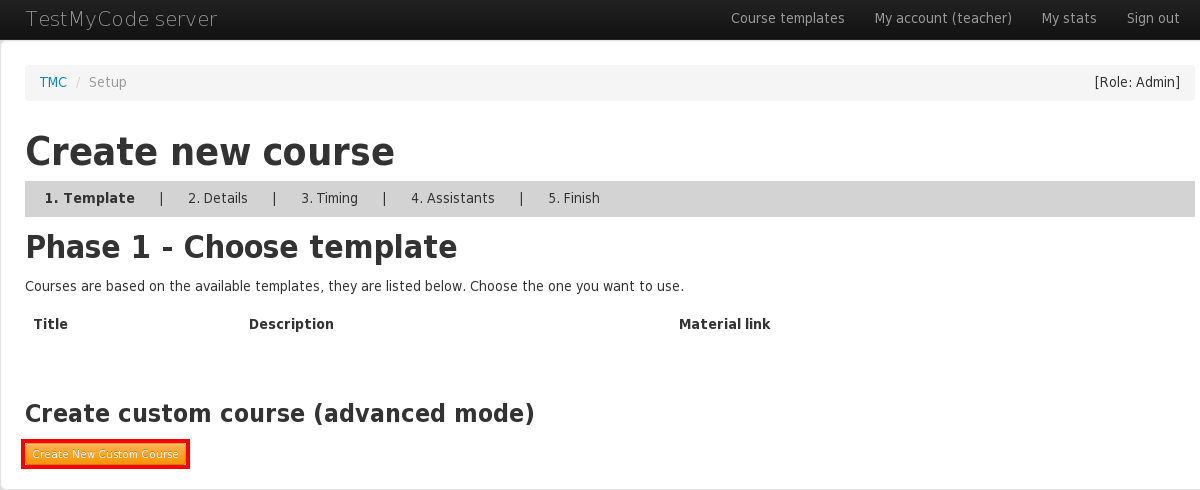 TestMyCode server Course templates My account (teacher) My stats Sign out
TMC / Setup [Role: Admin]
Create new course
1. Template | 2. Details | 3. Timing | 4. Assistants | 5. Finish
Phase 1 - Choose template
Courses are based on the available templates, they are listed below. Choose the one you want to use.
Title Description Material link
Create custom course (advanced mode)
Create New Custom Course